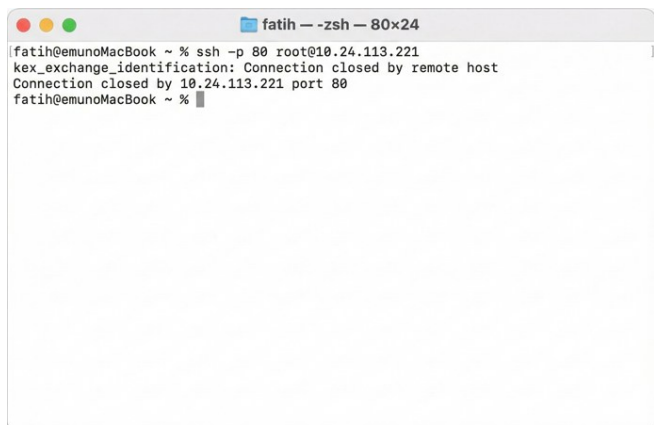 fatih — -zsh — 80×24
[fatih@emunoMacBook ~ % ssh -p 80 root@10.24.113.221 ]
kex_exchange_identification: Connection closed by remote host
Connection closed by 10.24.113.221 port 80
fatih@emunoMacBook ~ %